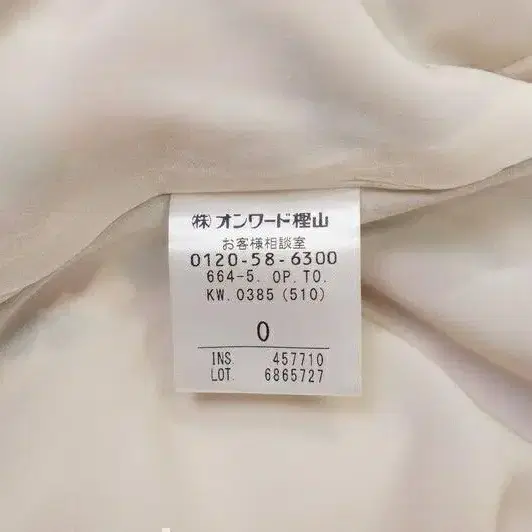 ㈱オンワード樫山
お客様相談室
0120-58-6300
664-5. OP. TO.
KW. 0385 (510)
0
INS. 457710
LOT. 6865727